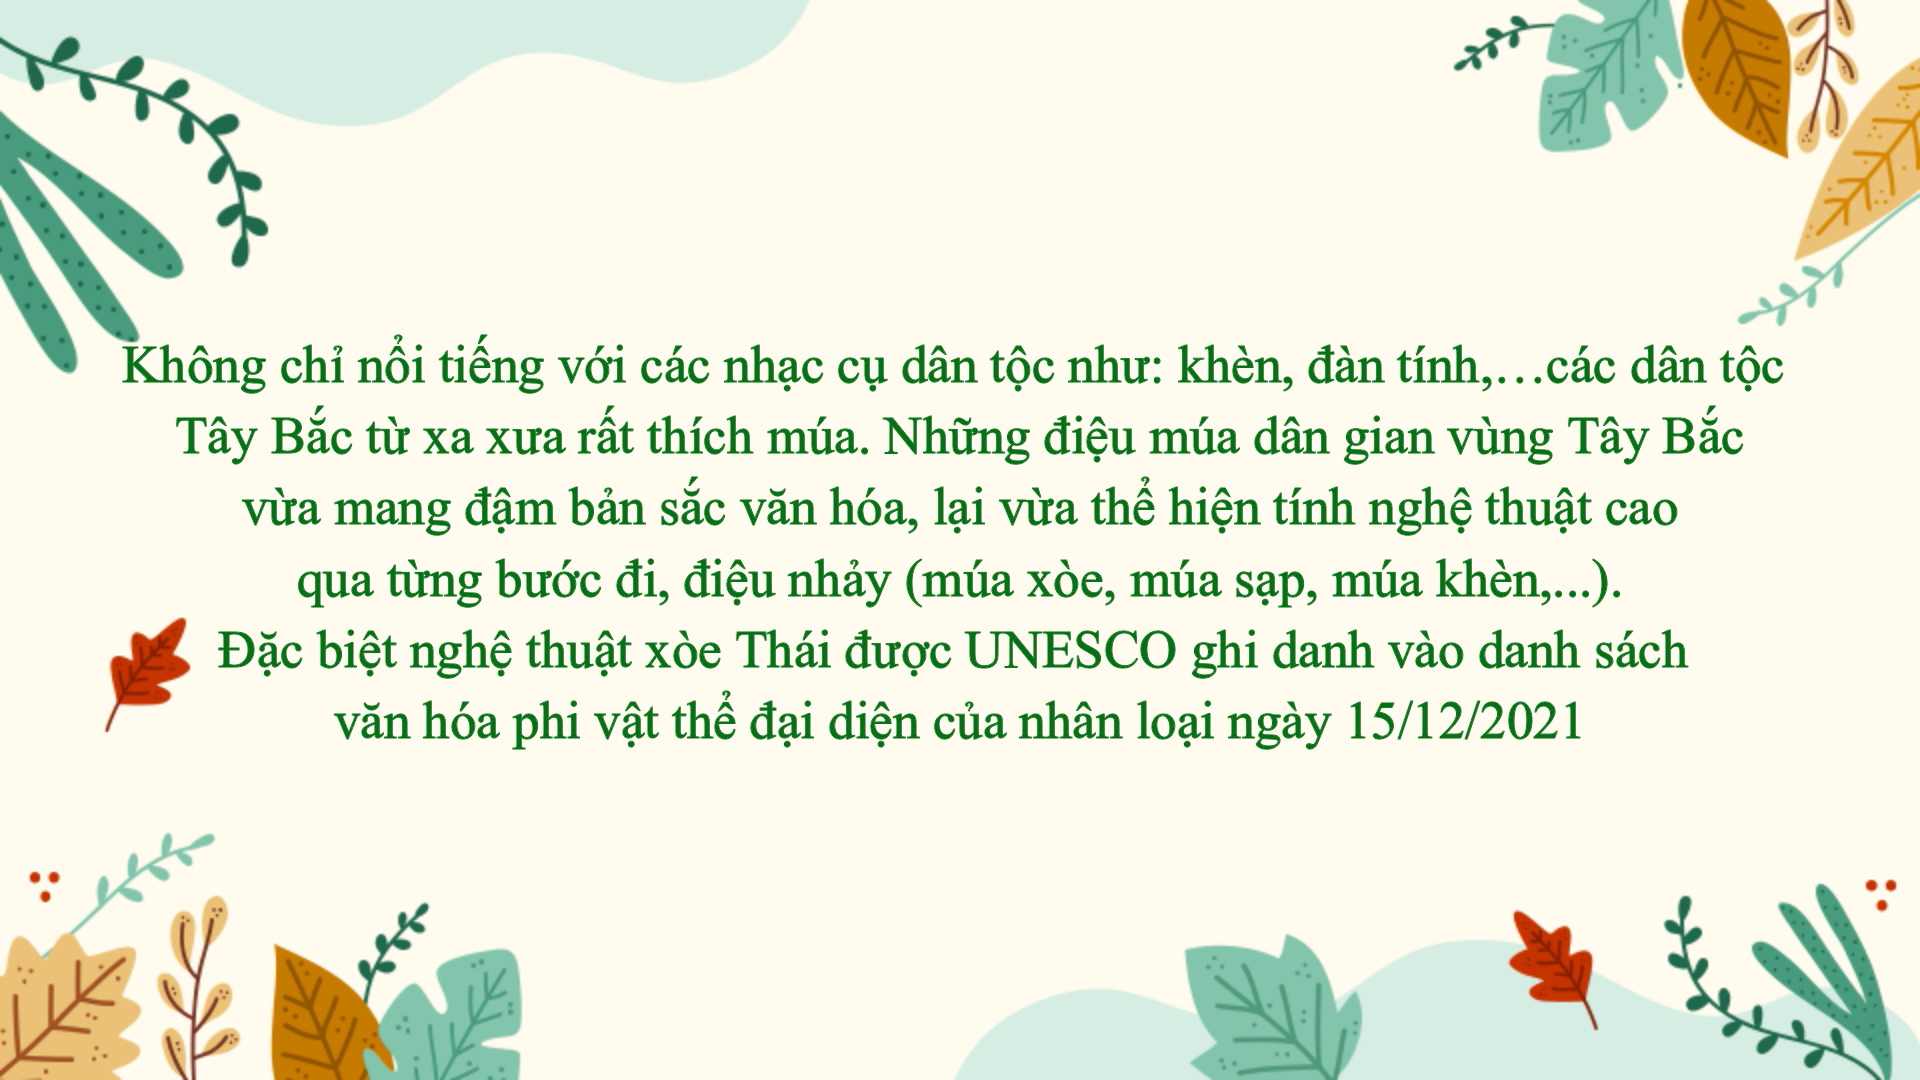 Không chỉ nổi tiếng với các nhạc cụ dân tộc như: khèn, đàn tính,…các dân tộc
Tây Bắc từ xa xưa rất thích múa. Những điệu múa dân gian vùng Tây Bắc
vừa mang đậm bản sắc văn hóa, lại vừa thể hiện tính nghệ thuật cao
qua từng bước đi, điệu nhảy (múa xòe, múa sạp, múa khèn,...).
Đặc biệt nghệ thuật xòe Thái được UNESCO ghi danh vào danh sách
văn hóa phi vật thể đại diện của nhân loại ngày 15/12/2021